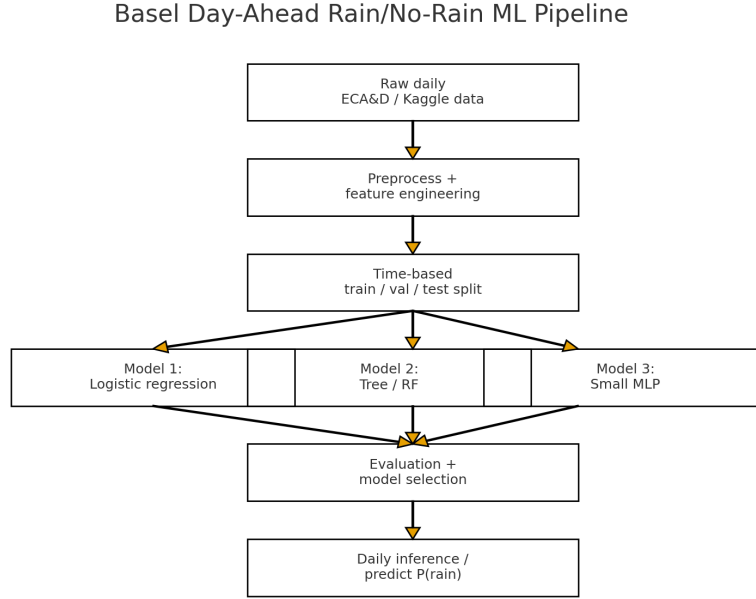 Basel Day-Ahead Rain/No-Rain ML Pipeline
Raw daily
ECA&D / Kaggle data
Preprocess +
feature engineering
Time-based
train / val / test split
Model 1:
Logistic regression
Model 2:
Tree / RF
Model 3:
Small MLP
Evaluation +
model selection
Daily inference /
predict P(rain)